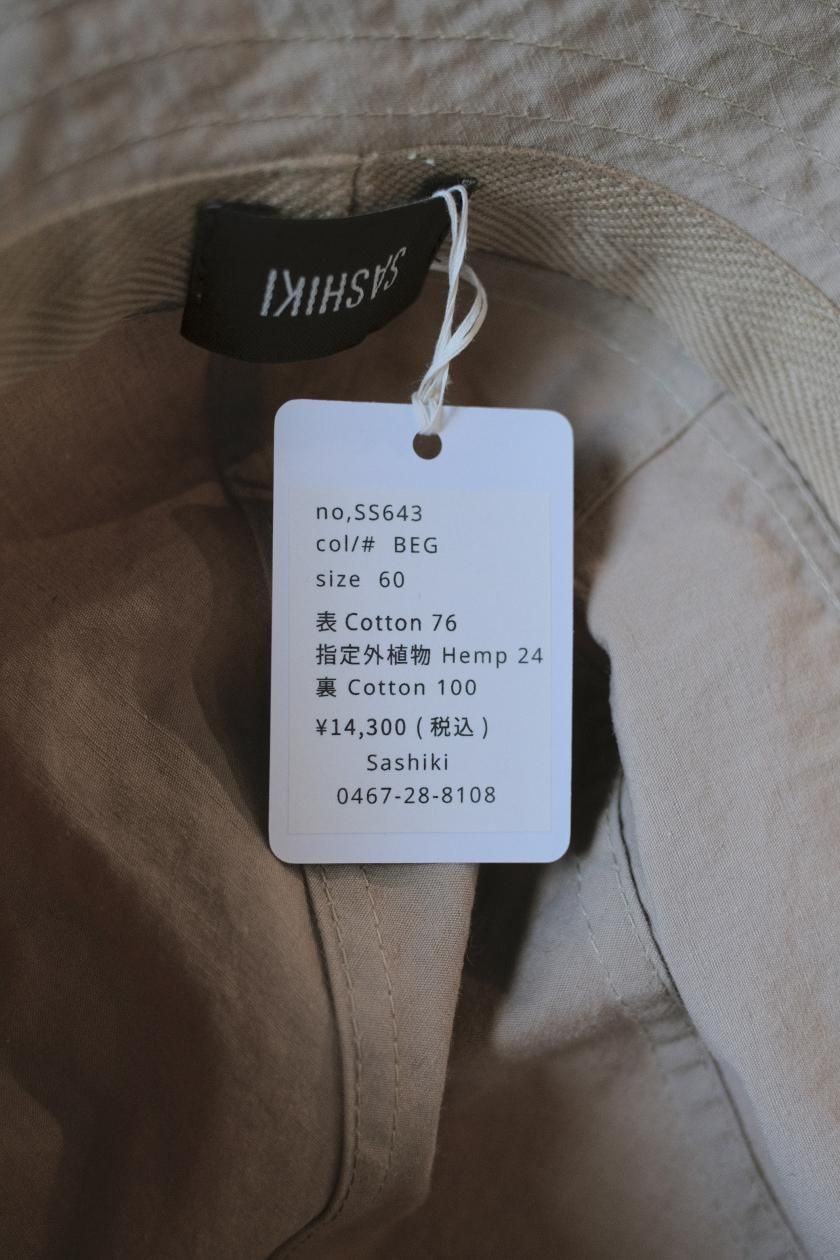 SASHIKI
no,SS643
col/# BEG
size 60
表 Cotton 76
指定外植物 Hemp 24
裏 Cotton 100
¥14,300 ( 税込 )
Sashiki
0467-28-8108